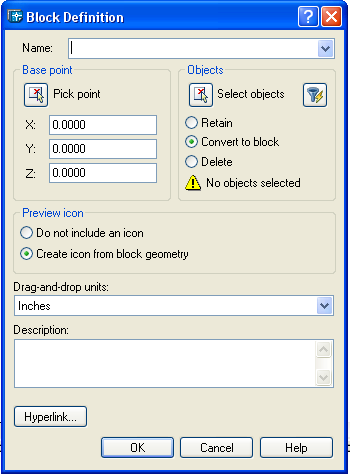 Block Definition
Name:
Base point
Pick point
X: 0.0000
Y: 0.0000
Z: 0.0000
Objects
Select objects
Retain
Convert to block
Delete
No objects selected
Preview icon
Do not include an icon
Create icon from block geometry
Drag-and-drop units:
Inches
Description:
Hyperlink...
OK Cancel Help